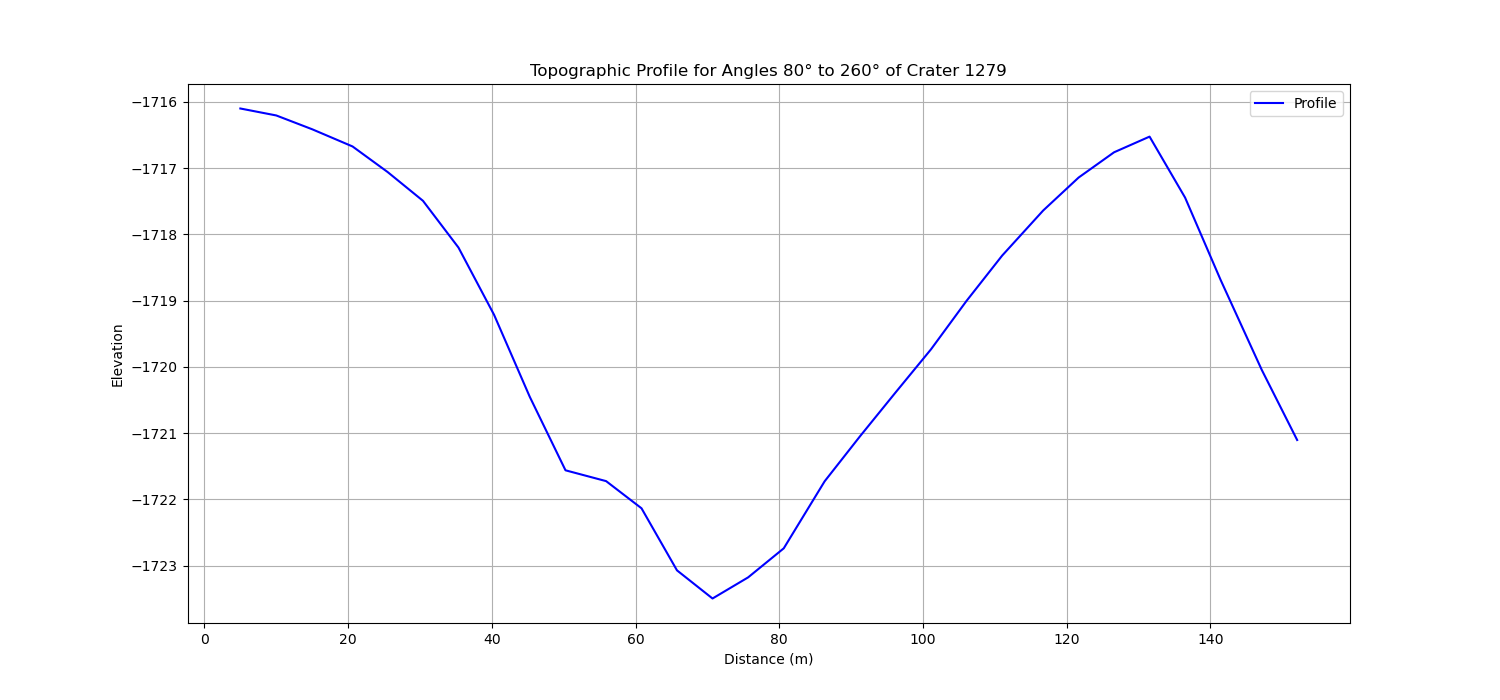 Topographic Profile for Angles 80° to 260° of Crater 1279
Profile
−1716
−1717
−1718
−1719
−1720
−1721
−1722
−1723
Elevation
0 20 40 60 80 100 120 140
Distance (m)